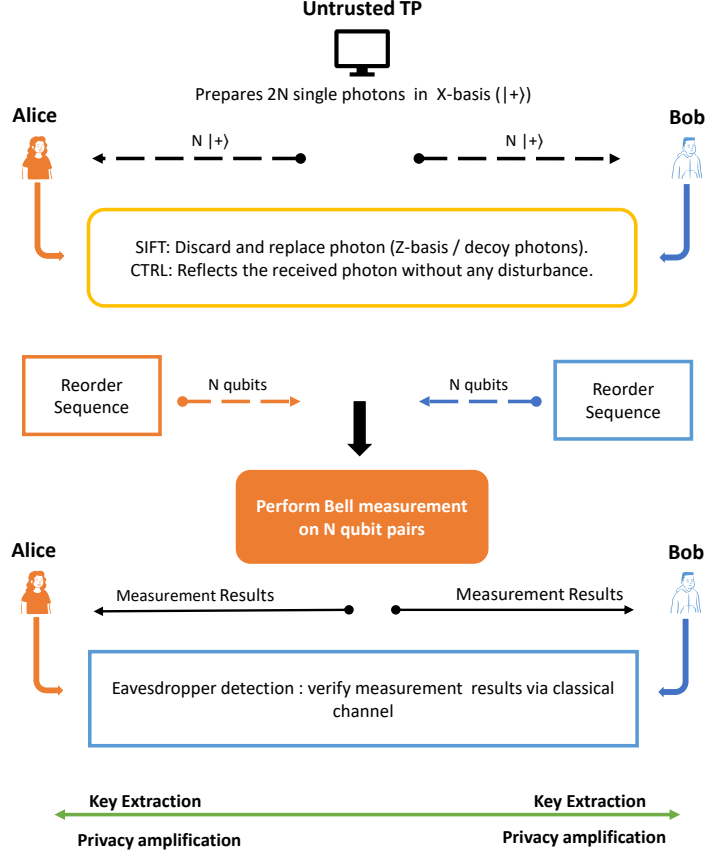 Untrusted TP
Prepares 2N single photons in X-basis (|+⟩)
Alice
Bob
N |+⟩
N |+⟩
SIFT: Discard and replace photon (Z-basis / decoy photons).
CTRL: Reflects the received photon without any disturbance.
Reorder
Sequence
N qubits
N qubits
Reorder
Sequence
Perform Bell measurement
on N qubit pairs
Alice
Bob
Measurement Results
Measurement Results
Eavesdropper detection : verify measurement results via classical
channel
Key Extraction
Key Extraction
Privacy amplification
Privacy amplification